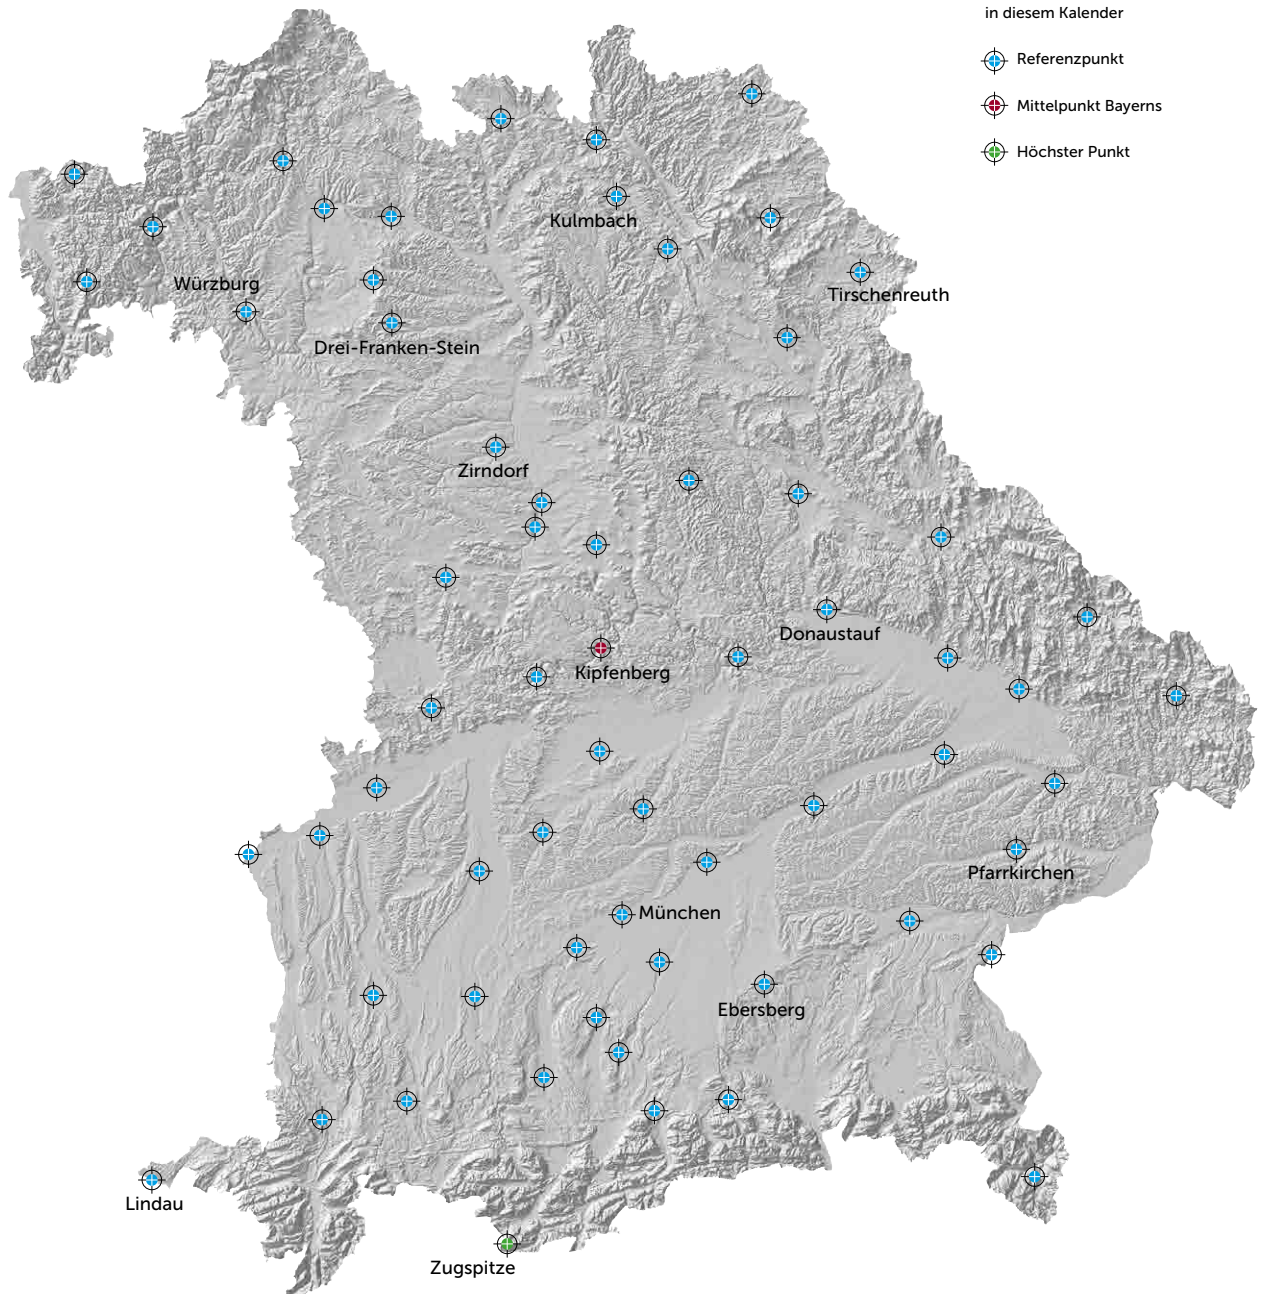 in diesem Kalender
Referenzpunkt
Mittelpunkt Bayerns
Höchster Punkt
Kulmbach
Würzburg
Tirschenreuth
Drei-Franken-Stein
Zirndorf
Donaustauf
Kipfenberg
Pfarrkirchen
München
Ebersberg
Lindau
Zugspitze